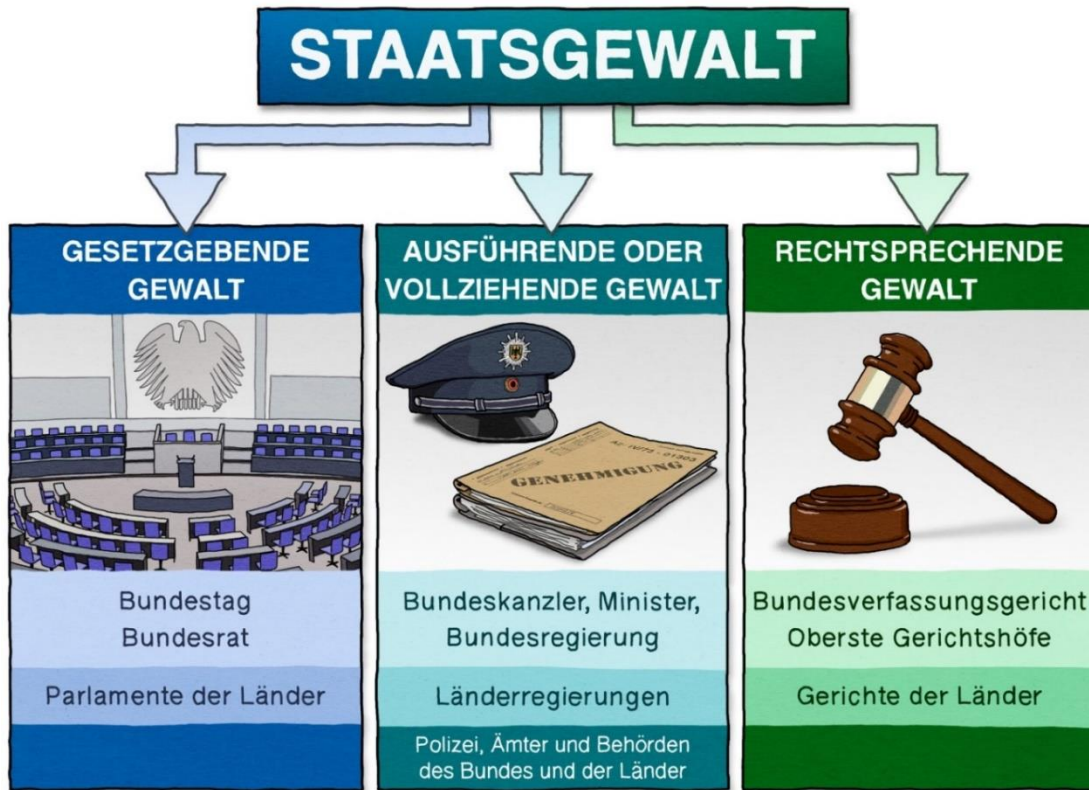 STAATSGEWALT
GESETZGEBENDE
GEWALT
Bundestag
Bundesrat
Parlamente der Länder
AUSFÜHRENDE ODER
VOLLZIEHENDE GEWALT
GENEHMIGUNG
Bundeskanzler, Minister,
Bundesregierung
Länderregierungen
Polizei, Ämter und Behörden
des Bundes und der Länder
RECHTSPRECHENDE
GEWALT
Bundesverfassungsgericht
Oberste Gerichtshöfe
Gerichte der Länder